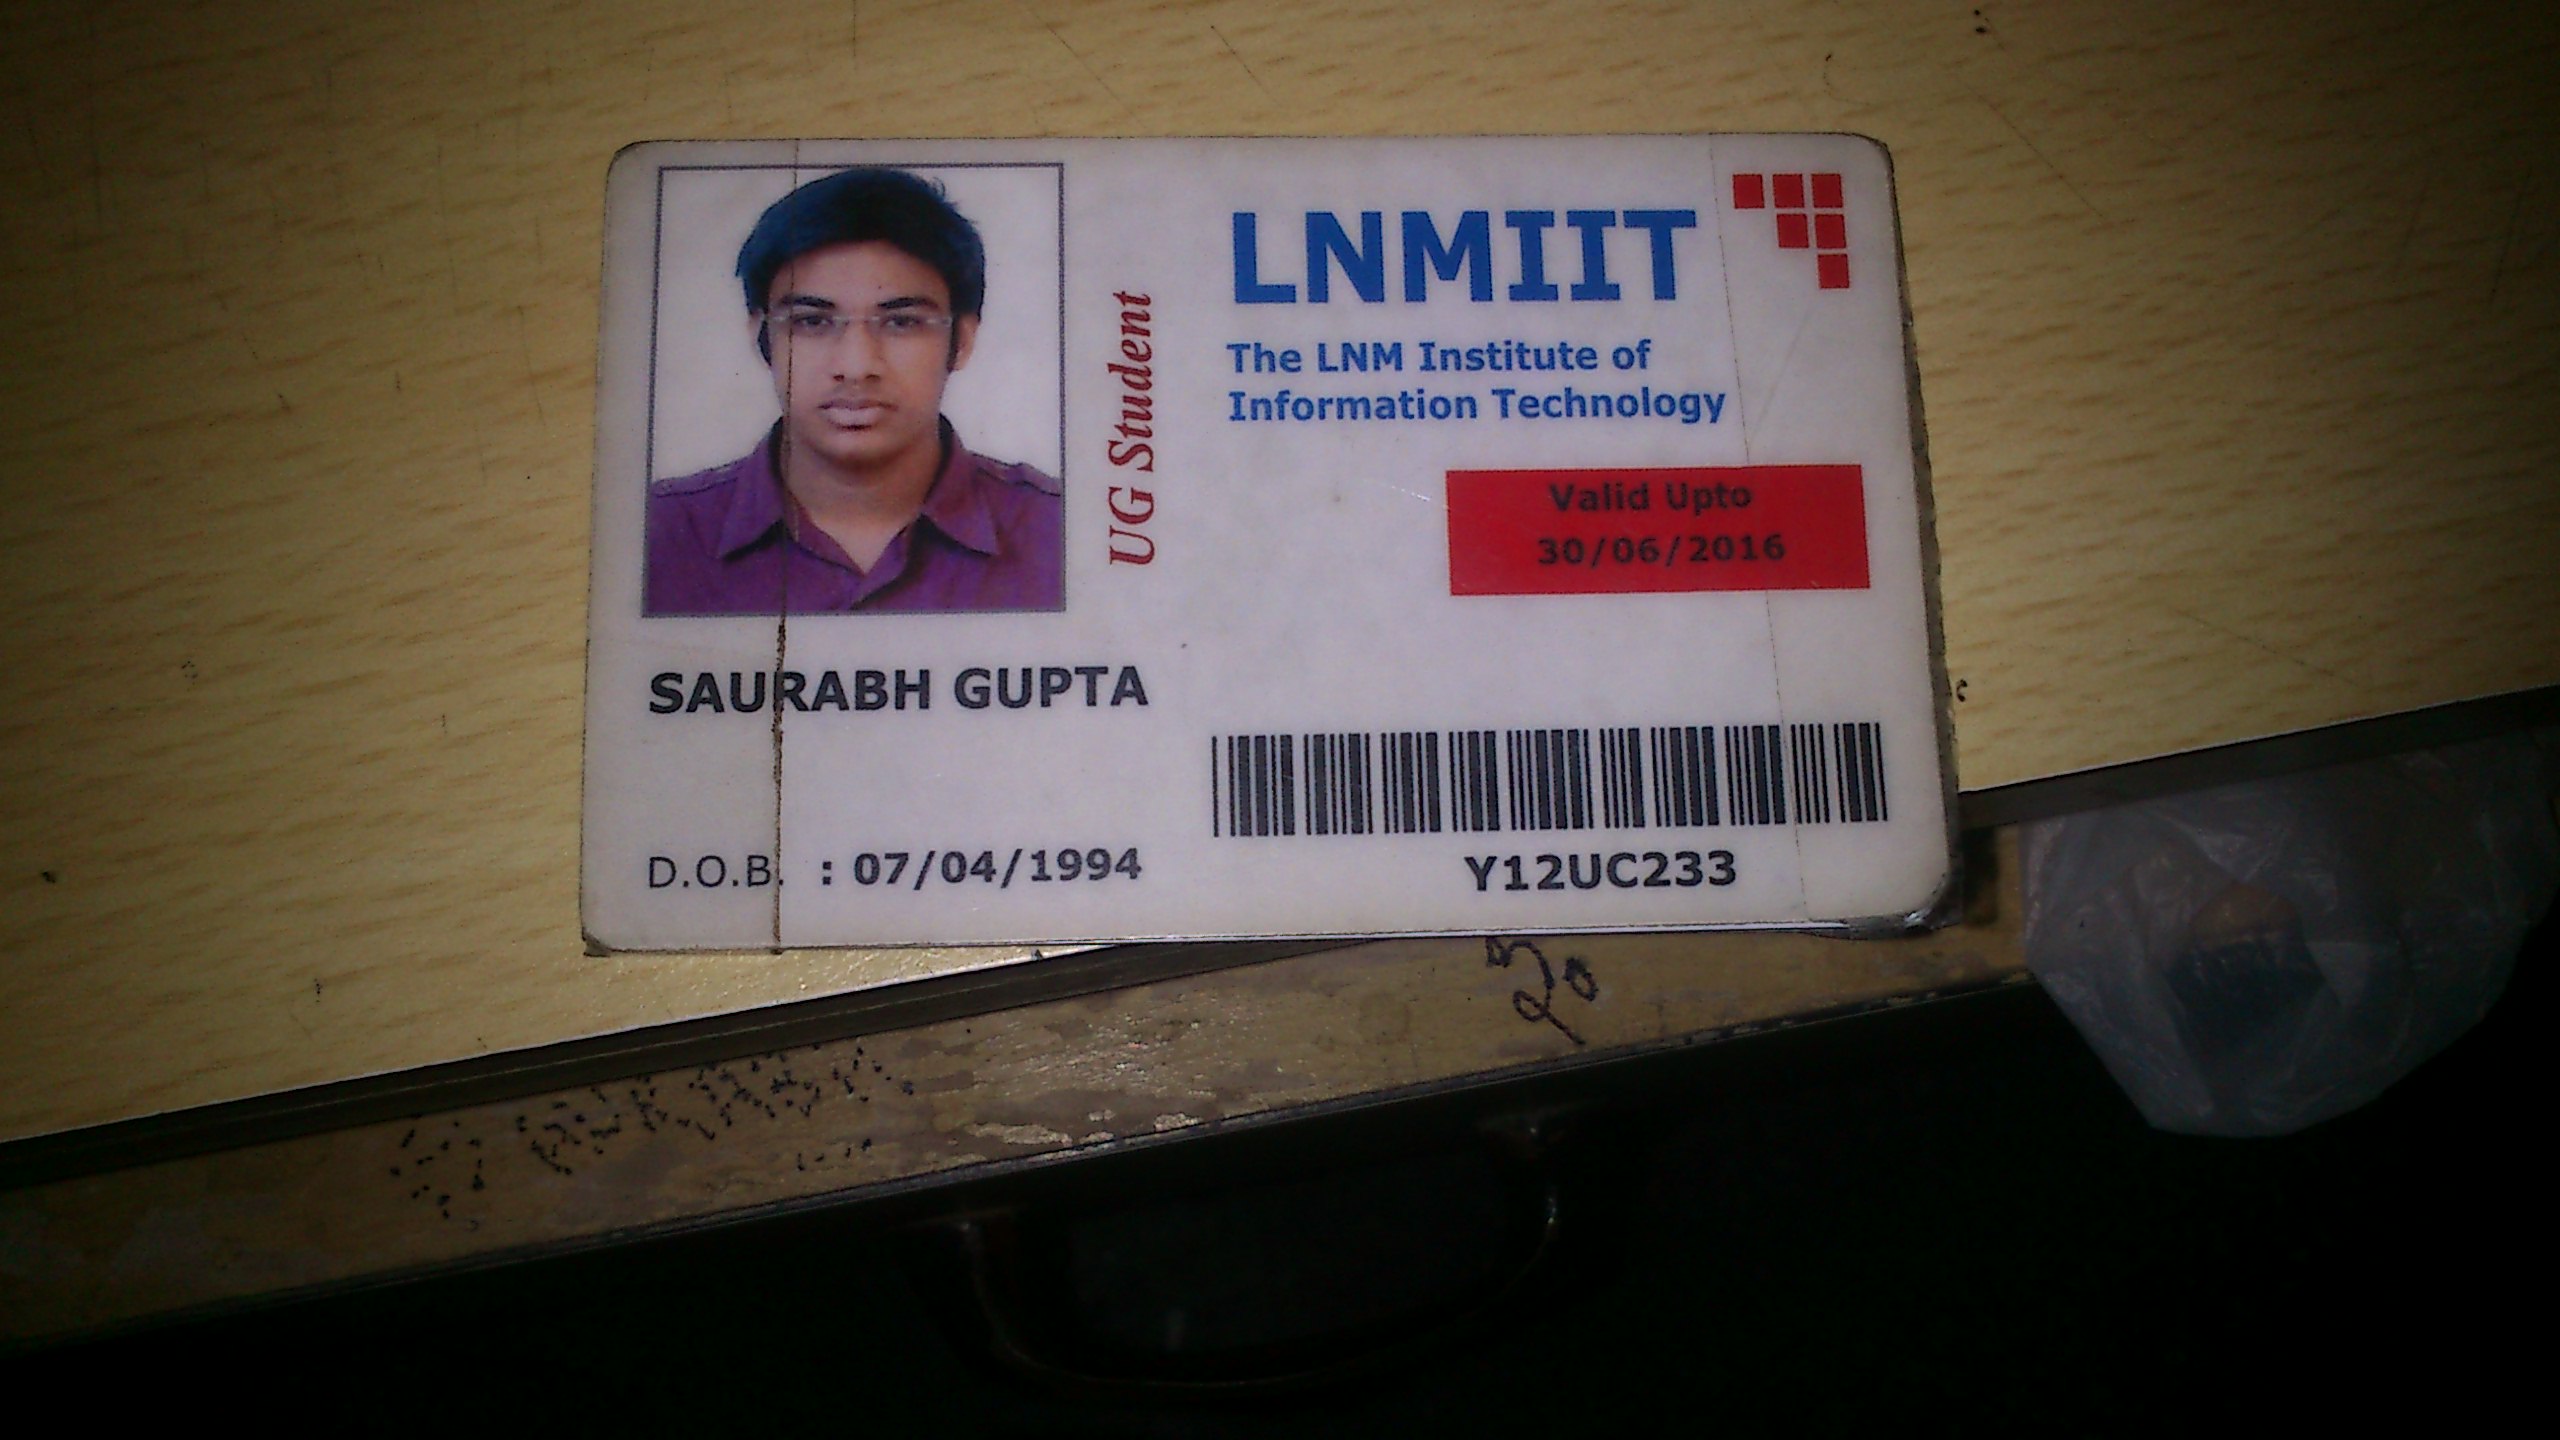 LNMIIT
The LNM Institute of
Information Technology
UG Student
Valid Upto
30/06/2016
SAURABH GUPTA
D.O.B. : 07/04/1994
Y12UC233